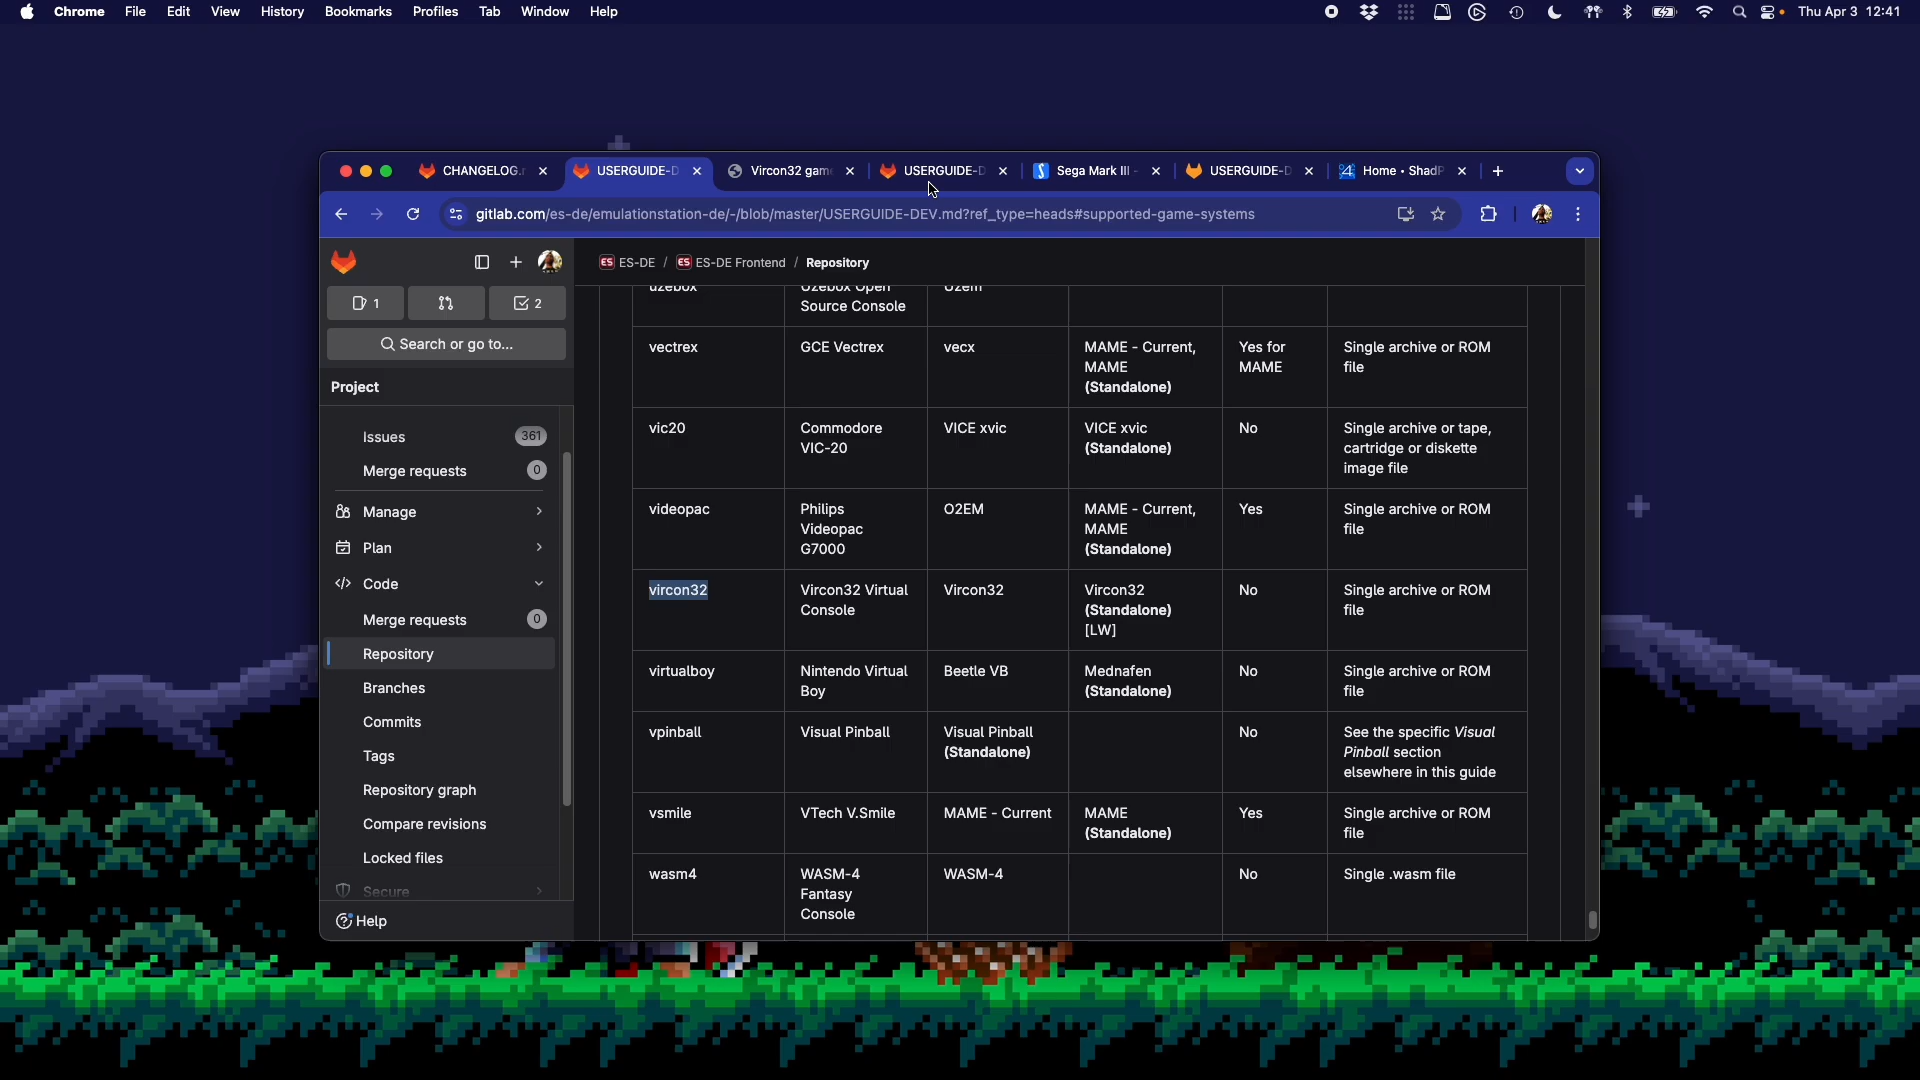 Chrome File Edit View History Bookmarks Profiles Tab Window Help Thu Apr 3 12:41
CHANGELOG.r USERGUIDE-D Vircon32 gam USERGUIDE-D Sega Mark III - USERGUIDE-D Home • ShadP
gitlab.com/es-de/emulationstation-de/-/blob/master/USERGUIDE-DEV.md?ref_type=heads#supported-game-systems
ES ES-DE / ES ES-DE Frontend / Repository
1 2
Search or go to...
Project
Issues 361
Merge requests 0
Manage
Plan
Code
Merge requests 0
Repository
Branches
Commits
Tags
Repository graph
Compare revisions
Locked files
Secure
Help
uzebox Uzebox Open Uzem
Source Console
vectrex GCE Vectrex vecx MAME - Current, Yes for Single archive or ROM
MAME MAME file
(Standalone)
vic20 Commodore VICE xvic VICE xvic No Single archive or tape,
VIC-20 (Standalone) cartridge or diskette
image file
videopac Philips O2EM MAME - Current, Yes Single archive or ROM
Videopac MAME file
G7000 (Standalone)
vircon32 Vircon32 Virtual Vircon32 Vircon32 No Single archive or ROM
Console (Standalone) file
[LW]
virtualboy Nintendo Virtual Beetle VB Mednafen No Single archive or ROM
Boy (Standalone) file
vpinball Visual Pinball Visual Pinball No See the specific Visual
(Standalone) Pinball section
elsewhere in this guide
vsmile VTech V.Smile MAME - Current MAME Yes Single archive or ROM
(Standalone) file
wasm4 WASM-4 WASM-4 No Single .wasm file
Fantasy
Console